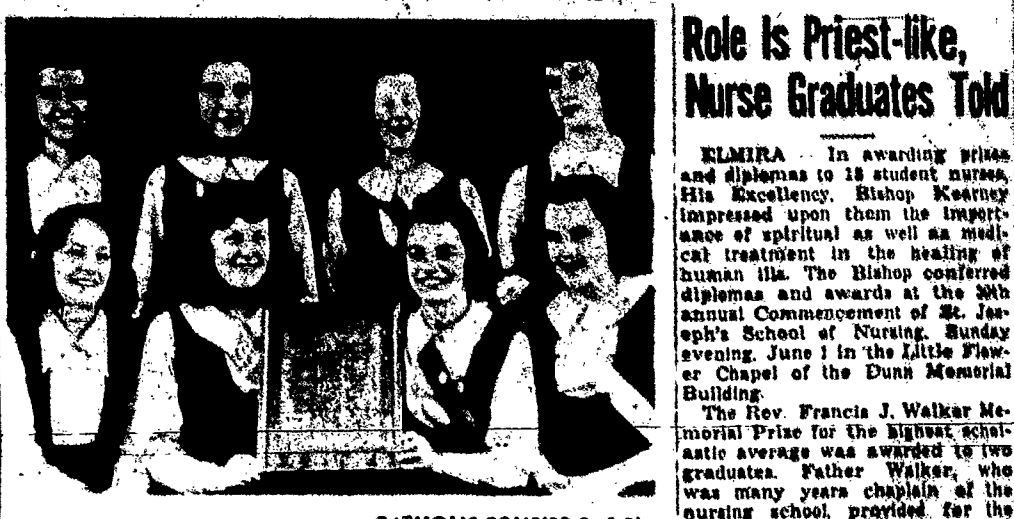 Role Is Priest-like,
Nurse Graduates Told
ELMIRA - In awarding prizes
and diplomas to 18 student nurses,
His Excellency, Bishop Kearney
impressed upon them the import-
ance of spiritual as well as medi-
cal treatment in the healing of
human ills. The Bishop conferred
diplomas and awards at the
annual Commencement of St. Jos-
eph's School of Nursing, Sunday
evening, June 1 in the Little Flow-
er Chapel of the Dunn Memorial
Building.
The Rev. Francis J. Walker Me-
morial Prize for the highest schol-
astic average was awarded to two
graduates. Father Walker, who
was many years chaplain of the
nursing school, provided for the
CATHOLIC COURIER